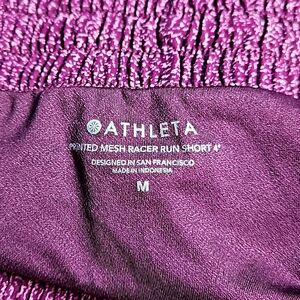 ATHLETA
PRINTED MESH RACER RUN SHORT 4"
DESIGNED IN SAN FRANCISCO
MADE IN INDONESIA
M